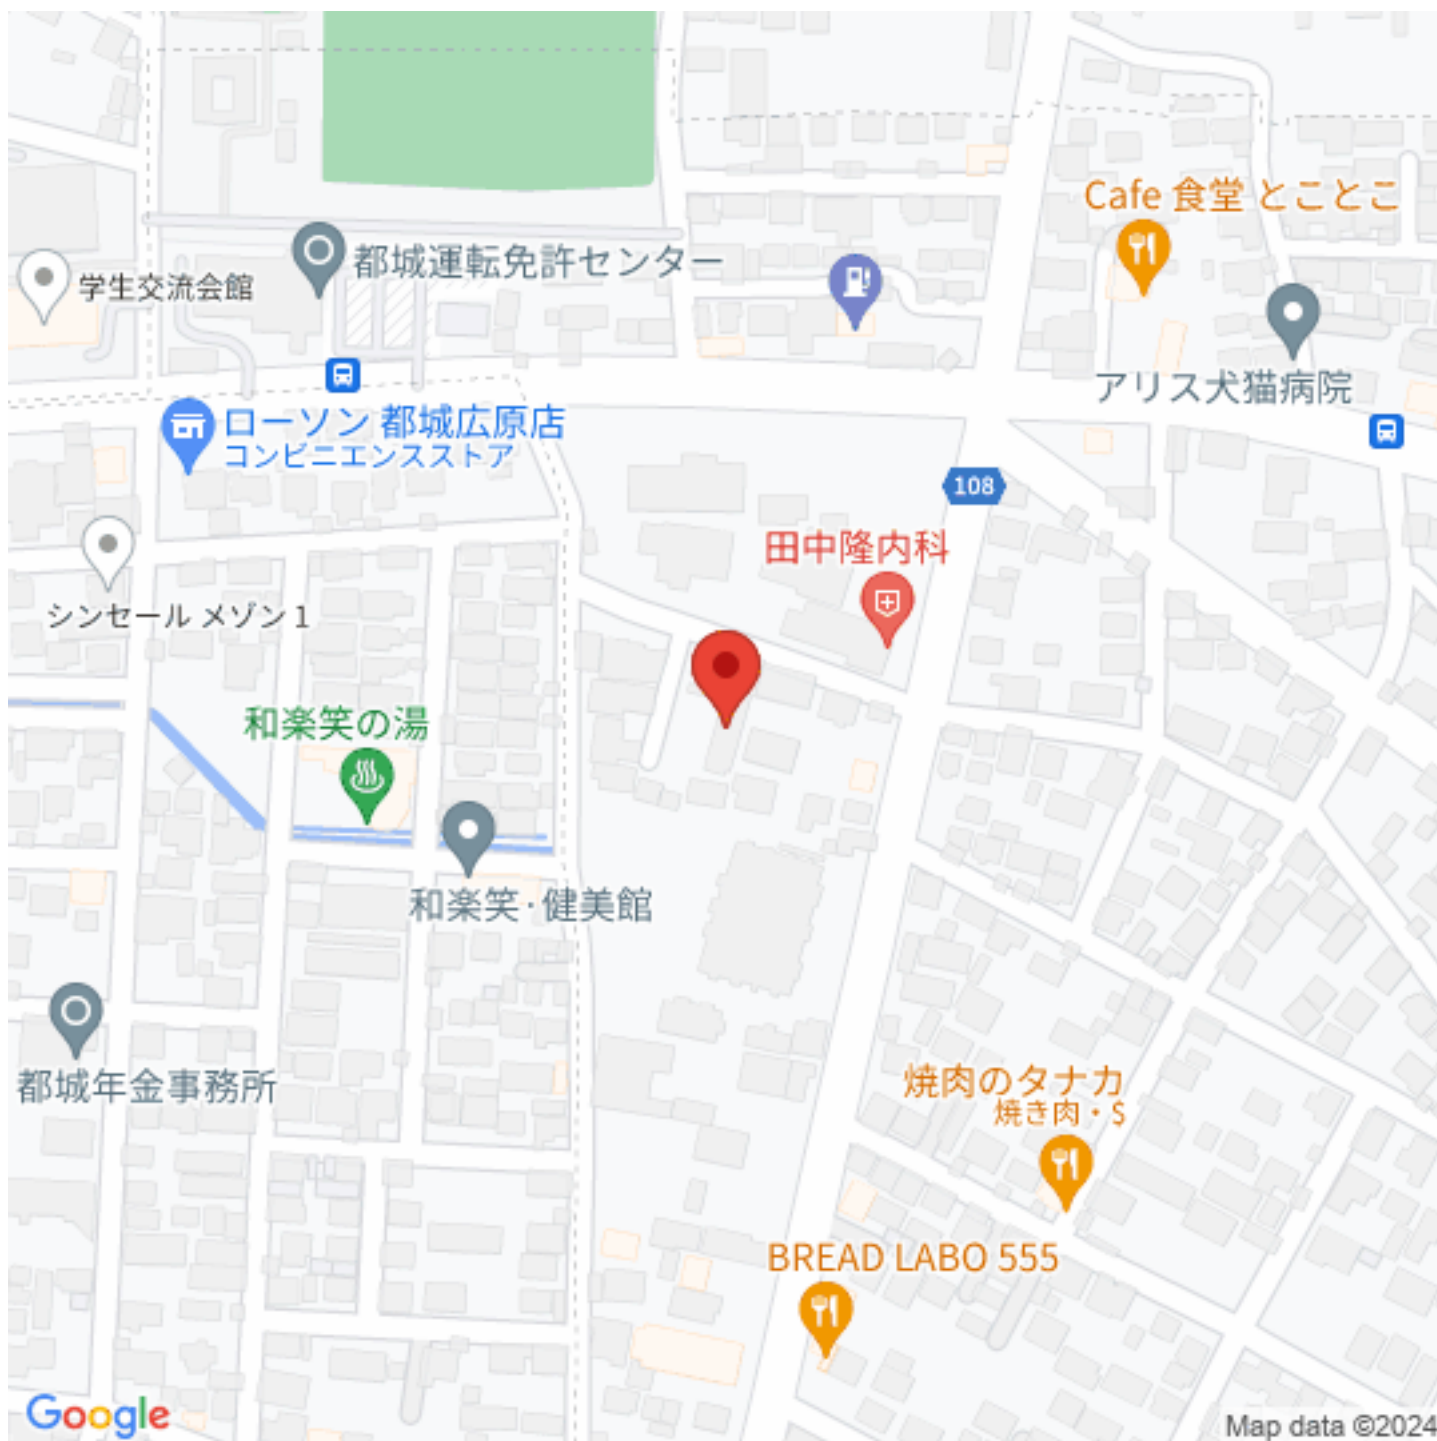 Cafe 食堂 とことこ
都城運転免許センター
学生交流会館
アリス犬猫病院
ローソン 都城広原店
コンビニエンスストア
108
田中隆内科
シンセール メゾン 1
和楽笑の湯
和楽笑·健美館
都城年金事務所
焼肉のタナカ
焼き肉・$
BREAD LABO 555
Google
Map data ©2024